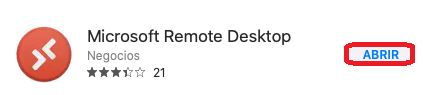 Microsoft Remote Desktop
Negocios
21
ABRIR